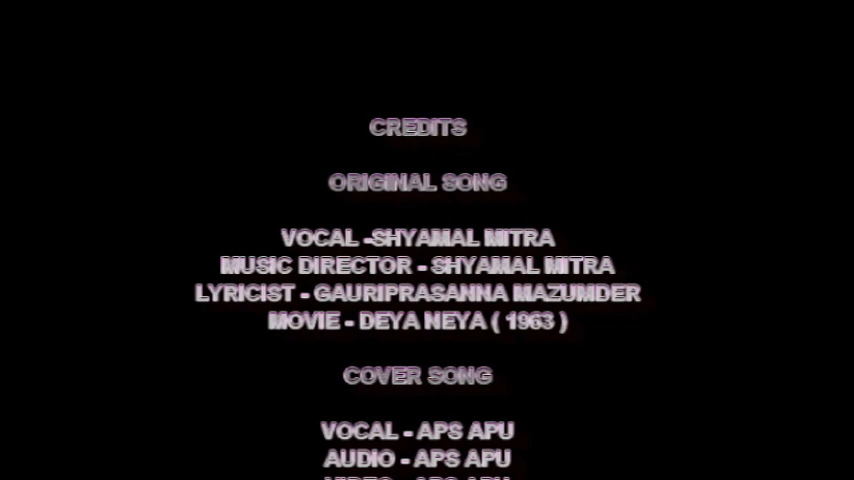 CREDITS
ORIGINAL SONG
VOCAL -SHYAMAL MITRA
MUSIC DIRECTOR - SHYAMAL MITRA
LYRICIST - GAURIPRASANNA MAZUMDER
MOVIE - DEYA NEYA ( 1963 )
COVER SONG
VOCAL - APS APU
AUDIO - APS APU